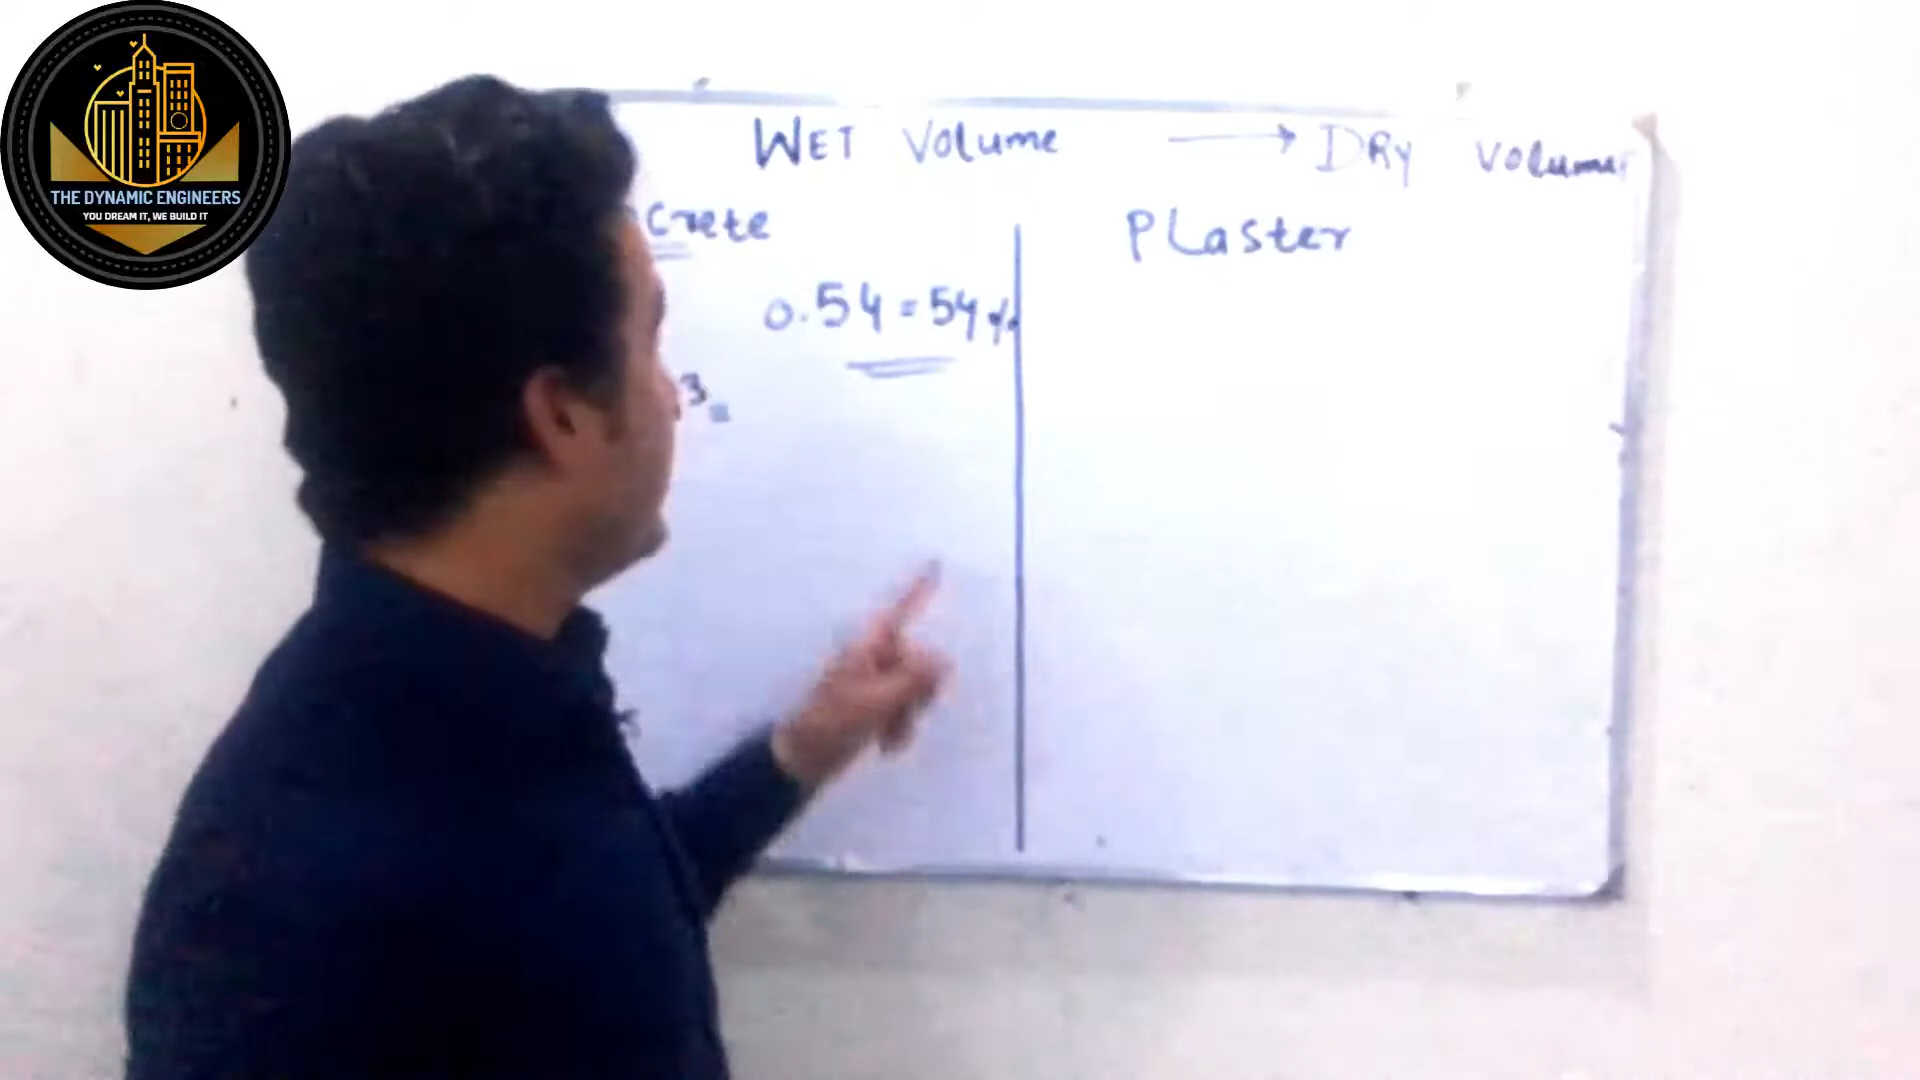 THE DYNAMIC ENGINEERS
YOU DREAM IT, WE BUILD IT
WET Volume → DRy Volume
crete
PLaster
0.54 = 54%
3